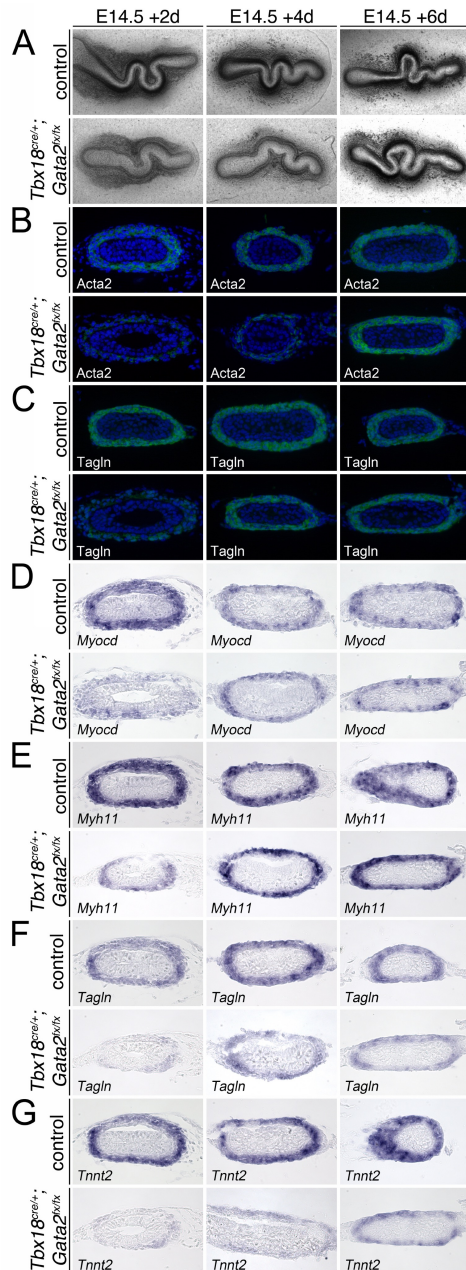 E14.5 +2d E14.5 +4d E14.5 +6d
A
control
Tbx18cre/+;
Gata2fx/fx
B
control
Acta2 Acta2 Acta2
Tbx18cre/+;
Gata2fx/fx
Acta2 Acta2 Acta2
C
control
Tagln Tagln Tagln
Tbx18cre/+;
Gata2fx/fx
Tagln Tagln Tagln
D
control
Myocd Myocd Myocd
Tbx18cre/+;
Gata2fx/fx
Myocd Myocd Myocd
E
control
Myh11 Myh11 Myh11
Tbx18cre/+;
Gata2fx/fx
Myh11 Myh11 Myh11
F
control
Tagln Tagln Tagln
Tbx18cre/+;
Gata2fx/fx
Tagln Tagln Tagln
G
control
Tnnt2 Tnnt2 Tnnt2
Tbx18cre/+;
Gata2fx/fx
Tnnt2 Tnnt2 Tnnt2